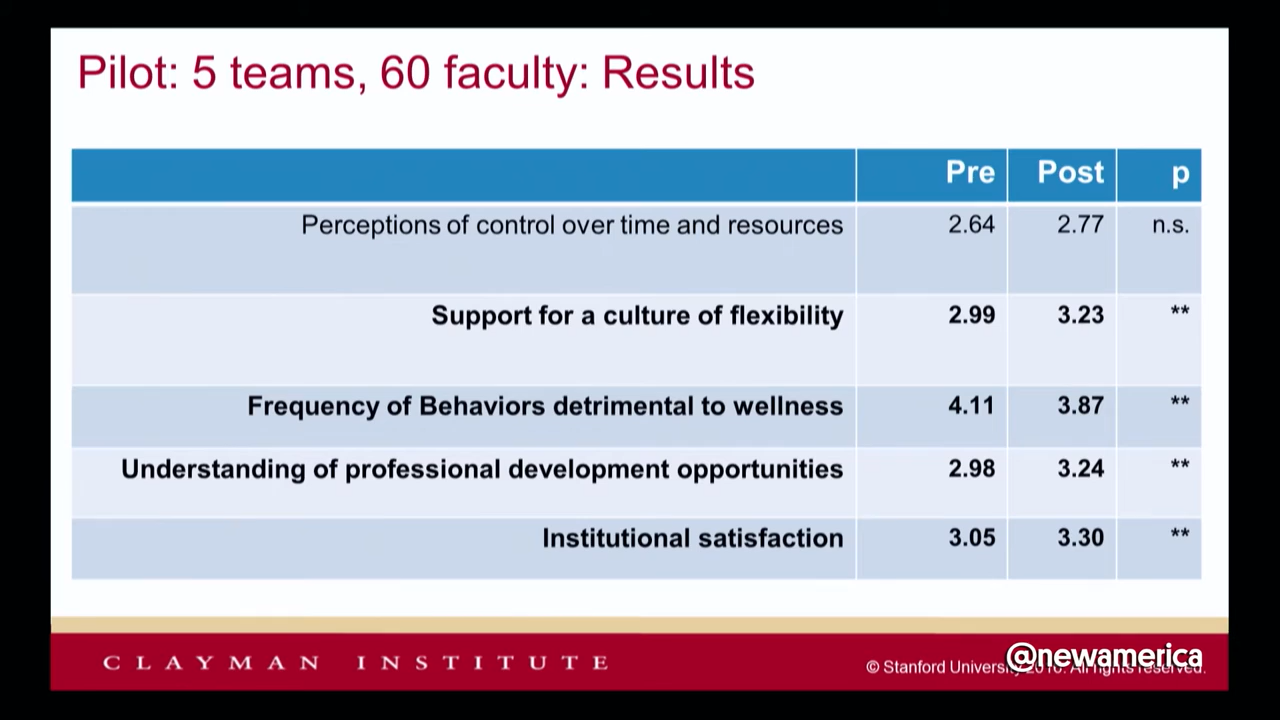 Pilot: 5 teams, 60 faculty: Results
Pre Post p
Perceptions of control over time and resources 2.64 2.77 n.s.
Support for a culture of flexibility 2.99 3.23 **
Frequency of Behaviors detrimental to wellness 4.11 3.87 **
Understanding of professional development opportunities 2.98 3.24 **
Institutional satisfaction 3.05 3.30 **
CLAYMAN INSTITUTE
@newamerica
© Stanford University All rights reserved.